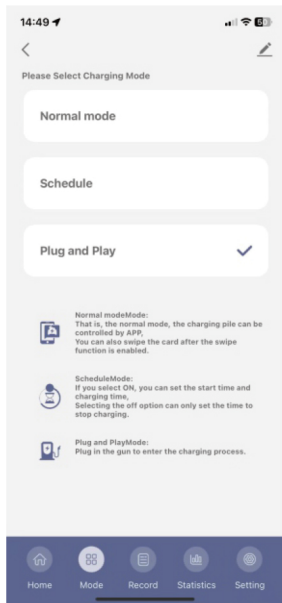 14:49
Please Select Charging Mode
Normal mode
Schedule
Plug and Play
Normal modeMode:
That is, the normal mode, the charging pile can be
controlled by APP,
You can also swipe the card after the swipe
function is enabled.
ScheduleMode:
If you select ON, you can set the start time and
charging time,
Selecting the off option can only set the time to
stop charging.
Plug and PlayMode:
Plug in the gun to enter the charging process.
Home Mode Record Statistics Setting